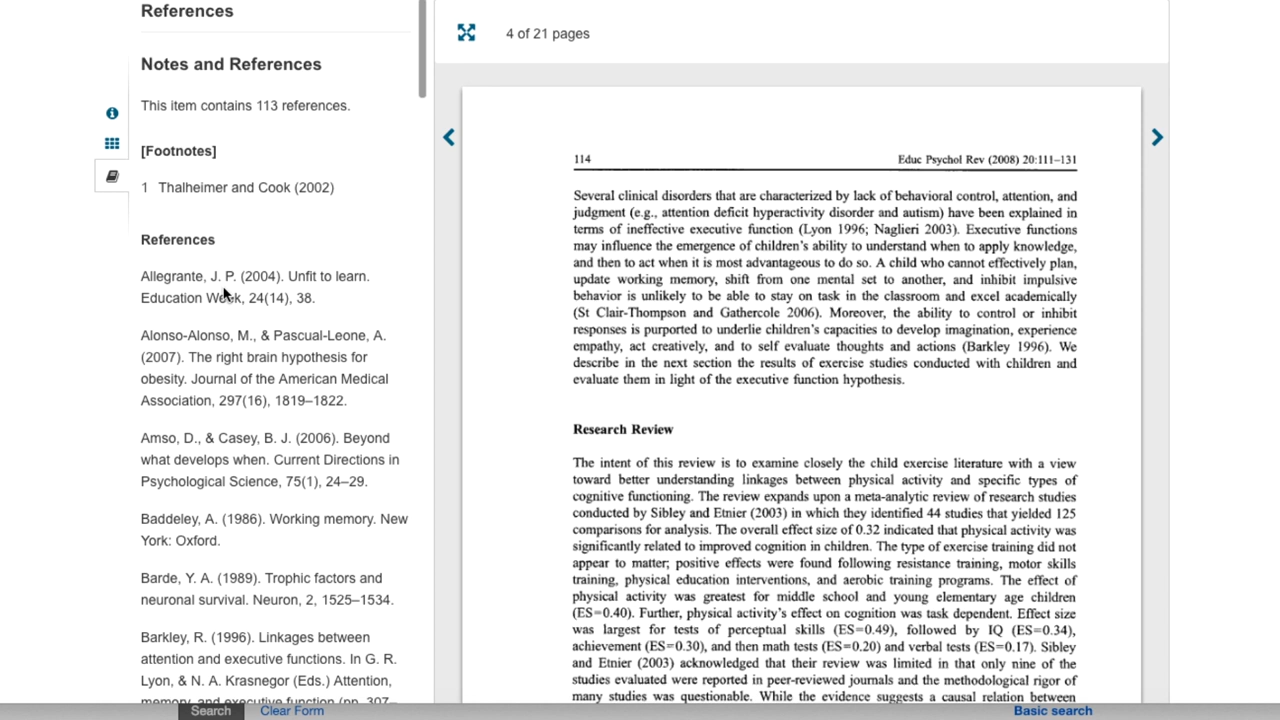 References
Notes and References
This item contains 113 references.
[Footnotes]
1 Thalheimer and Cook (2002)
References
Allegrante, J. P. (2004). Unfit to learn.
Education Week, 24(14), 38.
Alonso-Alonso, M., & Pascual-Leone, A.
(2007). The right brain hypothesis for
obesity. Journal of the American Medical
Association, 297(16), 1819–1822.
Amso, D., & Casey, B. J. (2006). Beyond
what develops when. Current Directions in
Psychological Science, 75(1), 24–29.
Baddeley, A. (1986). Working memory. New
York: Oxford.
Barde, Y. A. (1989). Trophic factors and
neuronal survival. Neuron, 2, 1525–1534.
Barkley, R. (1996). Linkages between
attention and executive functions. In G. R.
Lyon, & N. A. Krasnegor (Eds.) Attention,
memory, and executive function (pp. 307–
4 of 21 pages
114 Educ Psychol Rev (2008) 20:111–131
Several clinical disorders that are characterized by lack of behavioral control, attention, and
judgment (e.g., attention deficit hyperactivity disorder and autism) have been explained in
terms of ineffective executive function (Lyon 1996; Naglieri 2003). Executive functions
may influence the emergence of children's ability to understand when to apply knowledge,
and then to act when it is most advantageous to do so. A child who cannot effectively plan,
update working memory, shift from one mental set to another, and inhibit impulsive
behavior is unlikely to be able to stay on task in the classroom and excel academically
(St Clair-Thompson and Gathercole 2006). Moreover, the ability to control or inhibit
responses is purported to underlie children's capacities to develop imagination, experience
empathy, act creatively, and to self evaluate thoughts and actions (Barkley 1996). We
describe in the next section the results of exercise studies conducted with children and
evaluate them in light of the executive function hypothesis.
Research Review
The intent of this review is to examine closely the child exercise literature with a view
toward better understanding linkages between physical activity and specific types of
cognitive functioning. The review expands upon a meta-analytic review of research studies
conducted by Sibley and Etnier (2003) in which they identified 44 studies that yielded 125
comparisons for analysis. The overall effect size of 0.32 indicated that physical activity was
significantly related to improved cognition in children. The type of exercise training did not
appear to matter; positive effects were found following resistance training, motor skills
training, physical education interventions, and aerobic training programs. The effect of
physical activity was greatest for middle school and young elementary age children
(ES=0.40). Further, physical activity's effect on cognition was task dependent. Effect size
was largest for tests of perceptual skills (ES=0.49), followed by IQ (ES=0.34),
achievement (ES=0.30), and then math tests (ES=0.20) and verbal tests (ES=0.17). Sibley
and Etnier (2003) acknowledged that their review was limited in that only nine of the
studies evaluated were reported in peer-reviewed journals and the methodological rigor of
many studies was questionable. While the evidence suggests a causal relation between
Search Clear Form Basic search